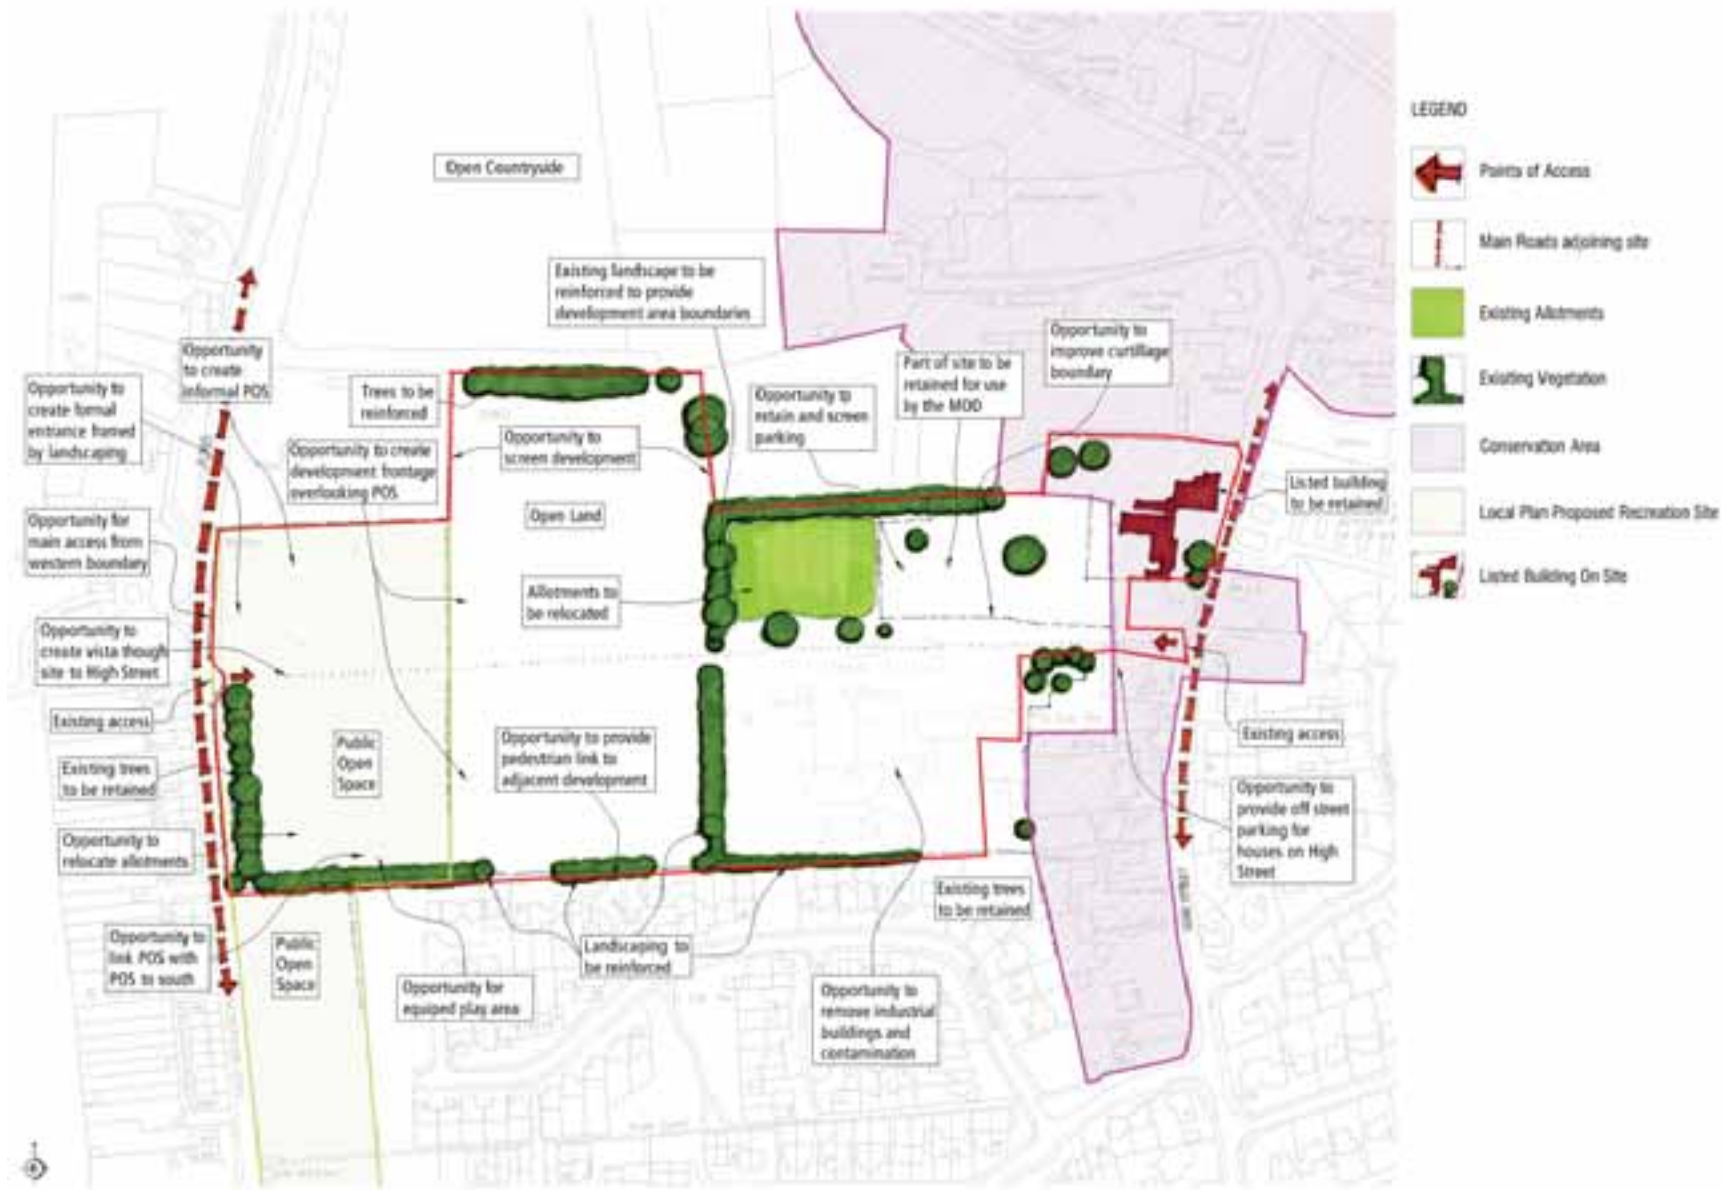 Open Countryside
Existing landscape to be
reinforced to provide
development area boundaries
Opportunity to
create informal
POS
Opportunity to
create formal
entrance framed
by landscaping
Trees to be
reinforced
Opportunity to
screen development
Opportunity to create
development frontage
overlooking POS
Opportunity to
retain and screen
parking
Part of site to be
retained for use
by the MOD
Opportunity to
improve curtillage
boundary
Listed building
to be retained
Open Land
Opportunity for
main access from
western boundary
Allotments to
be relocated
Opportunity to
create vista though
site to High Street
Existing access
Existing trees
to be retained
Opportunity to
relocate allotments
Public
Open
Space
Opportunity to provide
pedestrian link to
adjacent development
Existing access
Opportunity to
provide off street
parking for
houses on High
Street
Existing trees
to be retained
Opportunity to
link POS with
POS to south
Public
Open
Space
Opportunity for
equiped play area
Landscaping to
be reinforced
Opportunity to
remove industrial
buildings and
contamination
HIGH STREET
LEGEND
Points of Access
Main Roads adjoining site
Existing Allotments
Existing Vegetation
Conservation Area
Local Plan Proposed Recreation Site
Listed Building On Site